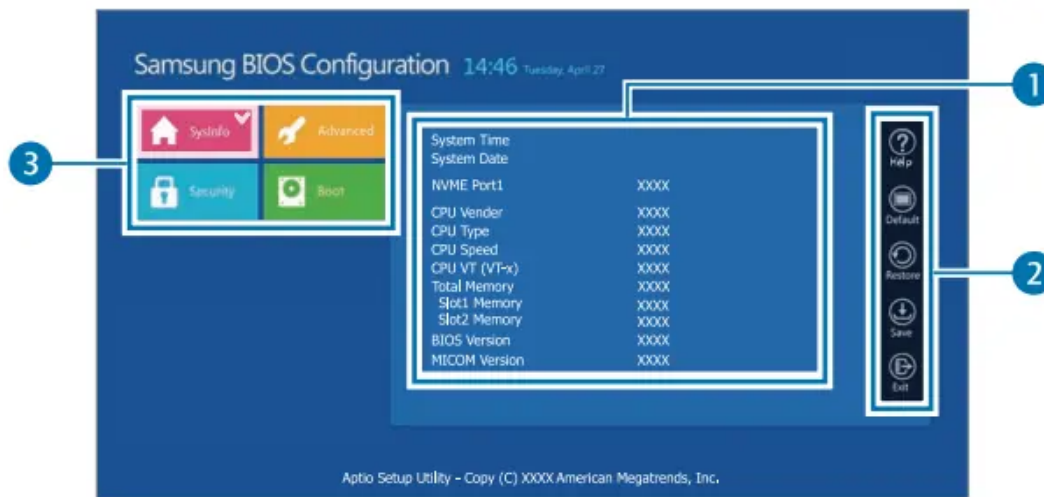 Samsung BIOS Configuration 14:46 Tuesday, April 27
1
SysInfo Advanced
3
Security Boot
System Time
System Date
NVME Port1 XXXX
CPU Vender XXXX
CPU Type XXXX
CPU Speed XXXX
CPU VT (VT-x) XXXX
Total Memory XXXX
Slot1 Memory XXXX
Slot2 Memory XXXX
BIOS Version XXXX
MICOM Version XXXX
Help
Default
Restore
2
Save
Exit
Aptio Setup Utility - Copy (C) XXXX American Megatrends, Inc.